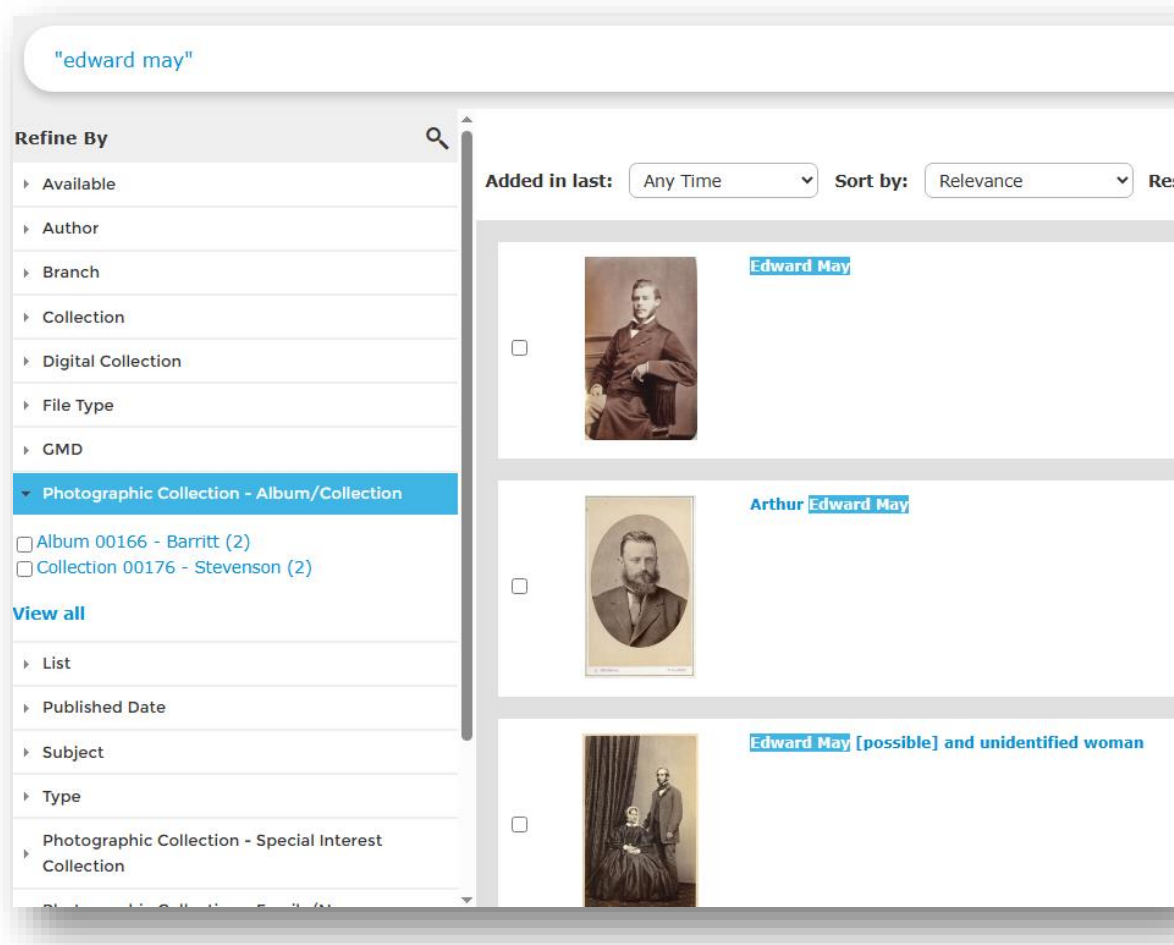 "edward may"
Refine By
Available
Author
Branch
Collection
Digital Collection
File Type
GMD
Photographic Collection - Album/Collection
Album 00166 - Barritt (2)
Collection 00176 - Stevenson (2)
View all
List
Published Date
Subject
Type
Photographic Collection - Special Interest
Collection
Added in last: Any Time Sort by: Relevance
Edward May
Arthur Edward May
Edward May [possible] and unidentified woman